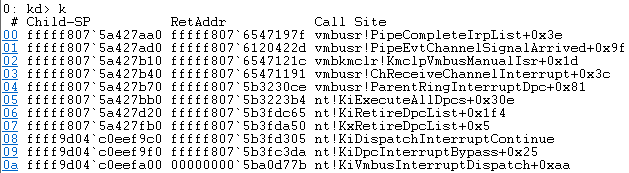 0: kd> k
 # Child-SP          RetAddr           Call Site
00 fffff807`5a427aa0 fffff807`6547197f vmbusr!PipeCompleteIrpList+0x3e
01 fffff807`5a427ad0 fffff807`6120422d vmbusr!PipeEvtChannelSignalArrived+0x9f
02 fffff807`5a427b10 fffff807`6547121c vmbkmclr!KmclpVmbusManualIsr+0x1d
03 fffff807`5a427b40 fffff807`65471191 vmbusr!ChReceiveChannelInterrupt+0x3c
04 fffff807`5a427b70 fffff807`5b3230ce vmbusr!ParentRingInterruptDpc+0x81
05 fffff807`5a427bb0 fffff807`5b3223b4 nt!KiExecuteAllDpcs+0x30e
06 fffff807`5a427d20 fffff807`5b3fdc65 nt!KiRetireDpcList+0x1f4
07 fffff807`5a427fb0 fffff807`5b3fda50 nt!KxRetireDpcList+0x5
08 ffff9d04`c0eef9c0 fffff807`5b3fd305 nt!KiDispatchInterruptContinue
09 ffff9d04`c0eef9f0 fffff807`5b3fc3da nt!KiDpcInterruptBypass+0x25
0a ffff9d04`c0eefa00 00000000`5ba0d77b nt!KiVmbusInterruptDispatch+0xaa